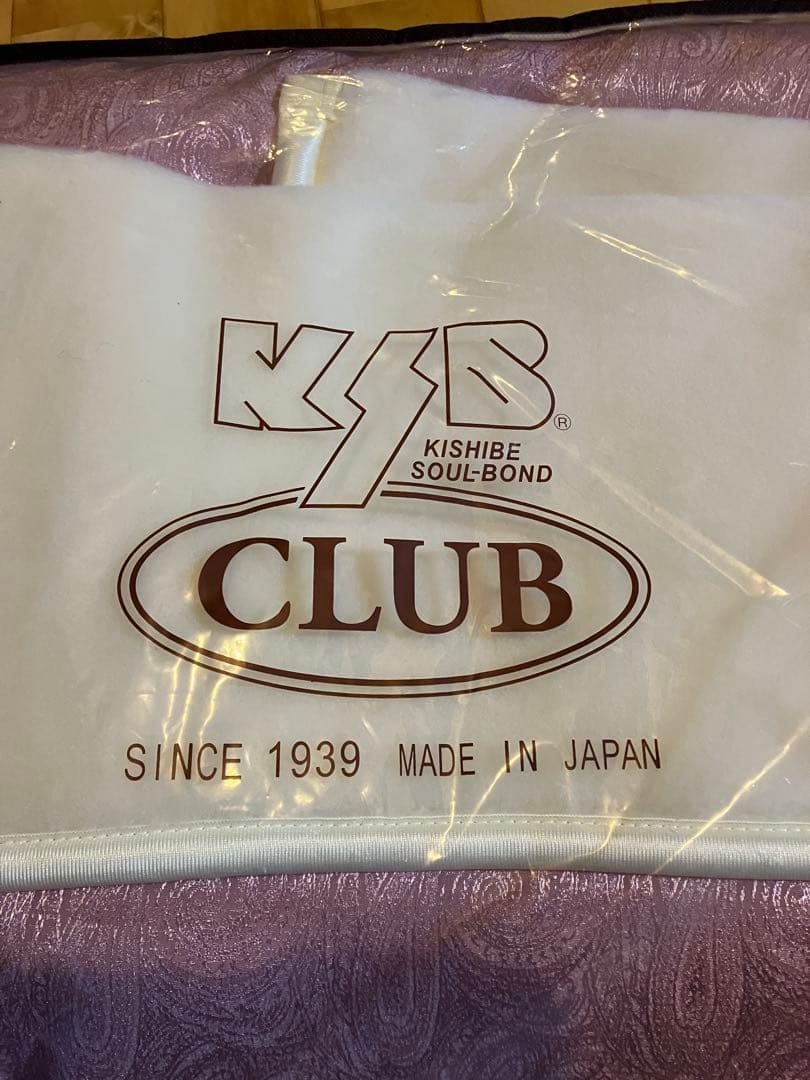 KSB®
KISHIBE
SOUL-BOND
CLUB
SINCE 1939 MADE IN JAPAN